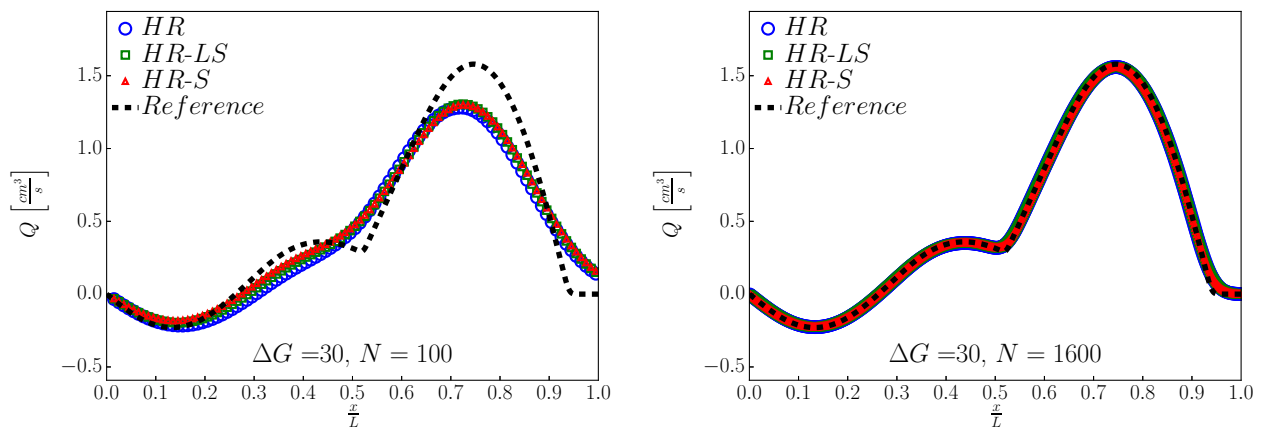 HR
HR-LS
HR-S
Reference
Q [cm³/s]
1.5
1.0
0.5
0.0
−0.5
ΔG =30, N = 100
0.0 0.1 0.2 0.3 0.4 0.5 0.6 0.7 0.8 0.9 1.0
x/L
HR
HR-LS
HR-S
Reference
Q [cm³/s]
1.5
1.0
0.5
0.0
−0.5
ΔG =30, N = 1600
0.0 0.1 0.2 0.3 0.4 0.5 0.6 0.7 0.8 0.9 1.0
x/L